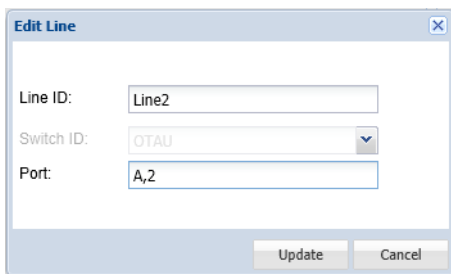 Edit Line
Line ID: Line2
Switch ID: OTAU
Port: A,2
Update Cancel